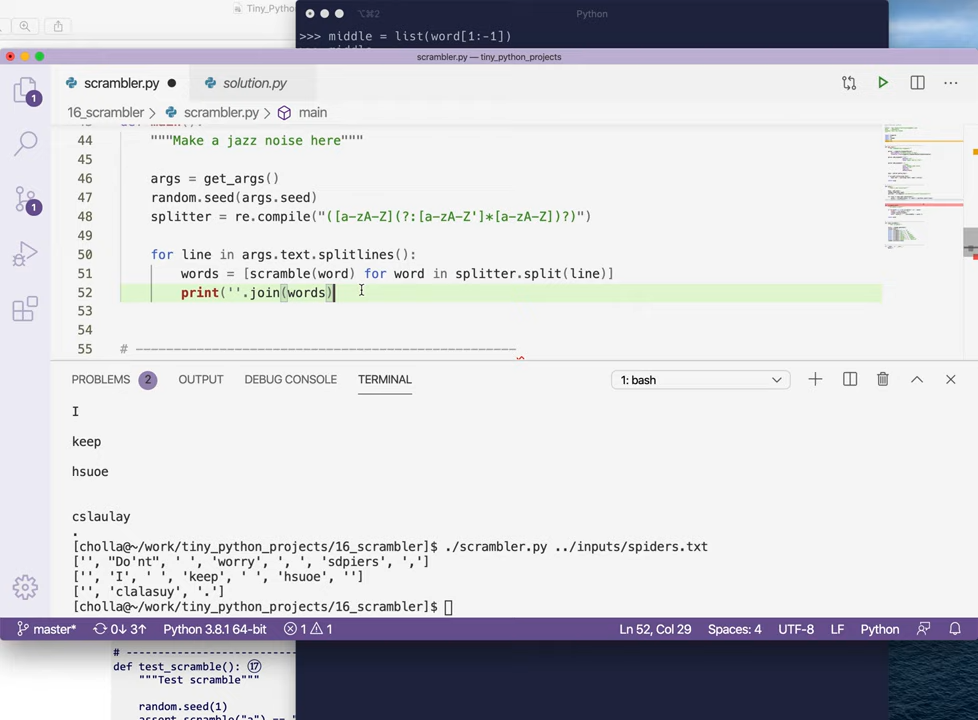 Tiny_Pytho
⌥⌘2
Python
>>> middle = list(word[1:-1])
scrambler.py — tiny_python_projects
scrambler.py
solution.py
16_scrambler
scrambler.py
main
44 """Make a jazz noise here"""
45
46 args = get_args()
47 random.seed(args.seed)
48 splitter = re.compile("([a-zA-Z](?:[a-zA-Z']*[a-zA-Z])?)")
49
50 for line in args.text.splitlines():
51 words = [scramble(word) for word in splitter.split(line)]
52 print(''.join(words)
53
54
55 # --------------------------------------------------
1
1
PROBLEMS 2 OUTPUT DEBUG CONSOLE TERMINAL
1: bash
I
keep
hsuoe
cslaulay
.
[cholla@~/work/tiny_python_projects/16_scrambler]$ ./scrambler.py ../inputs/spiders.txt
['', "Do'nt", ' ', 'worry', ', ', 'sdpiers', ',']
['', 'I', ' ', 'keep', ' ', 'hsuoe', '']
['', 'clalasuy', '.']
[cholla@~/work/tiny_python_projects/16_scrambler]$
master* 0↓ 3↑ Python 3.8.1 64-bit 1 1 Ln 52, Col 29 Spaces: 4 UTF-8 LF Python
def test_scramble(): ⑰
"""Test scramble"""
random.seed(1)